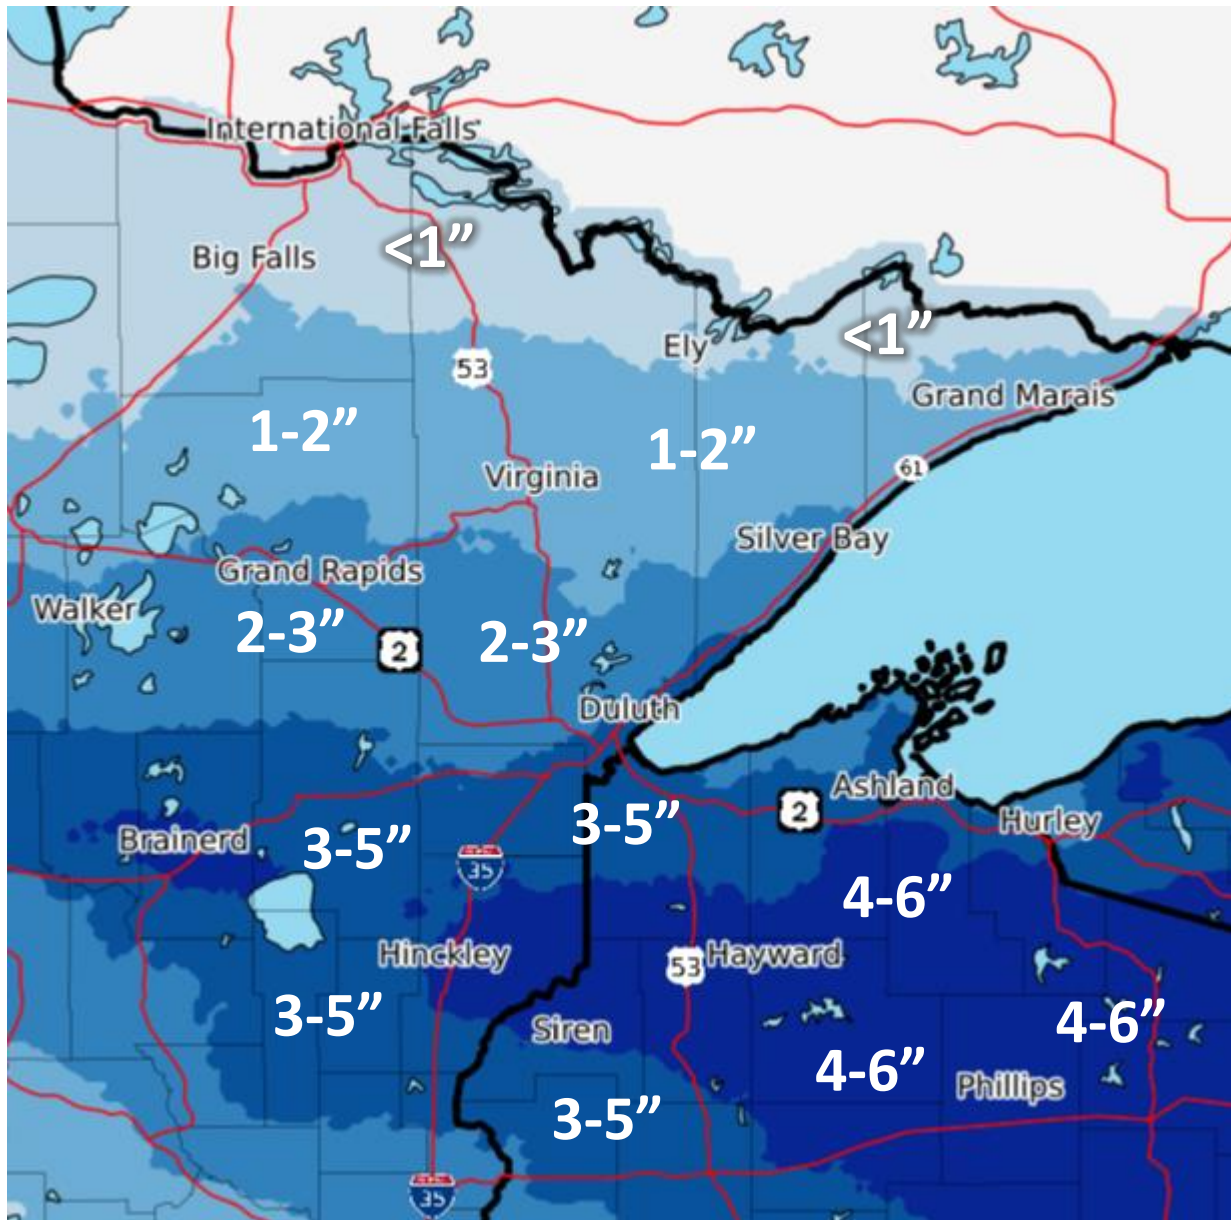 International Falls
<1”
Big Falls
<1”
Ely
53
Grand Marais
1-2”
1-2”
61
Virginia
Silver Bay
Grand Rapids
Walker
2-3”
2-3”
2
Duluth
Ashland
2
3-5”
Hurley
Brainerd
3-5”
35
4-6”
Hinckley
53
Hayward
3-5”
Siren
4-6”
4-6”
Phillips
3-5”
35